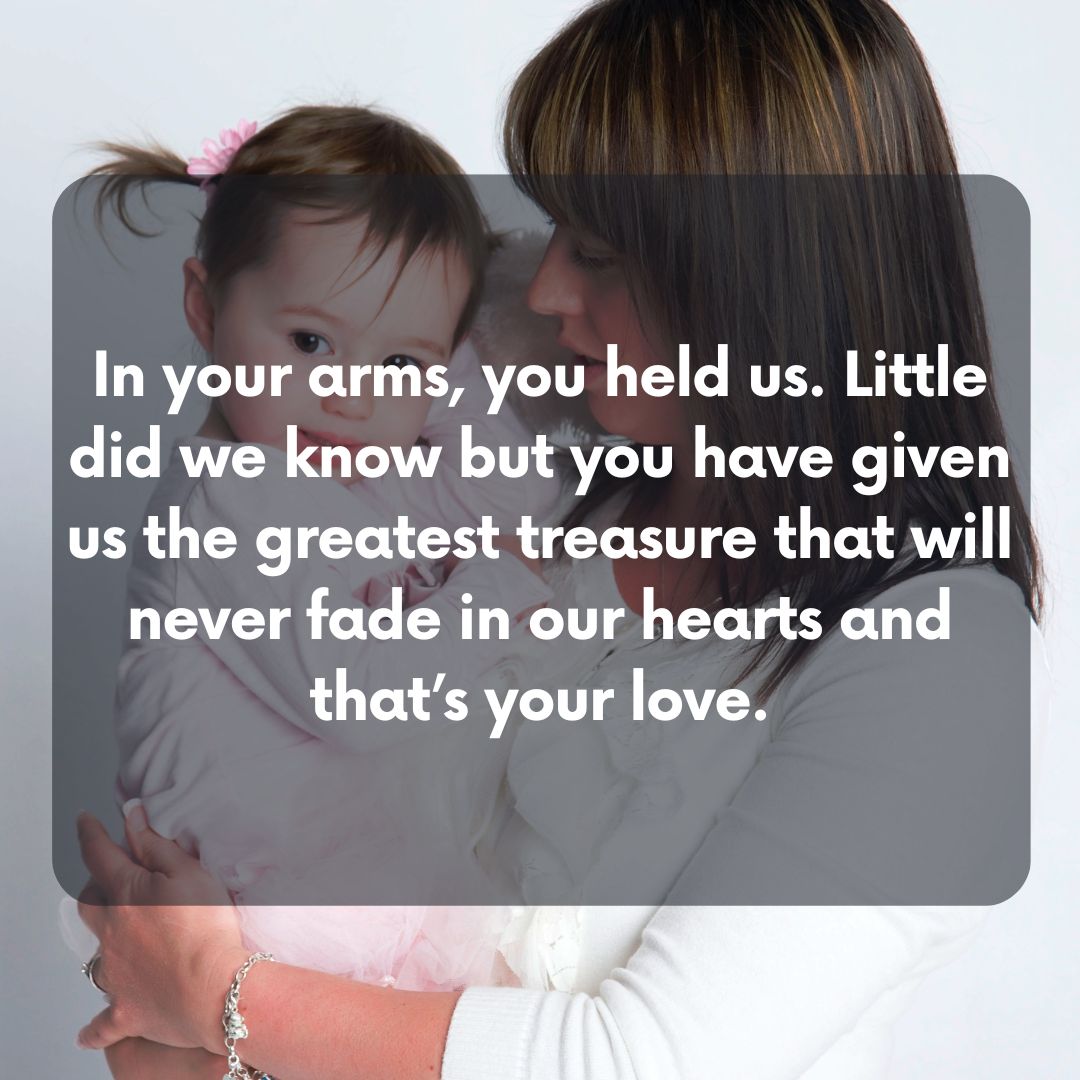 In your arms, you held us. Little
did we know but you have given
us the greatest treasure that will
never fade in our hearts and
that’s your love.